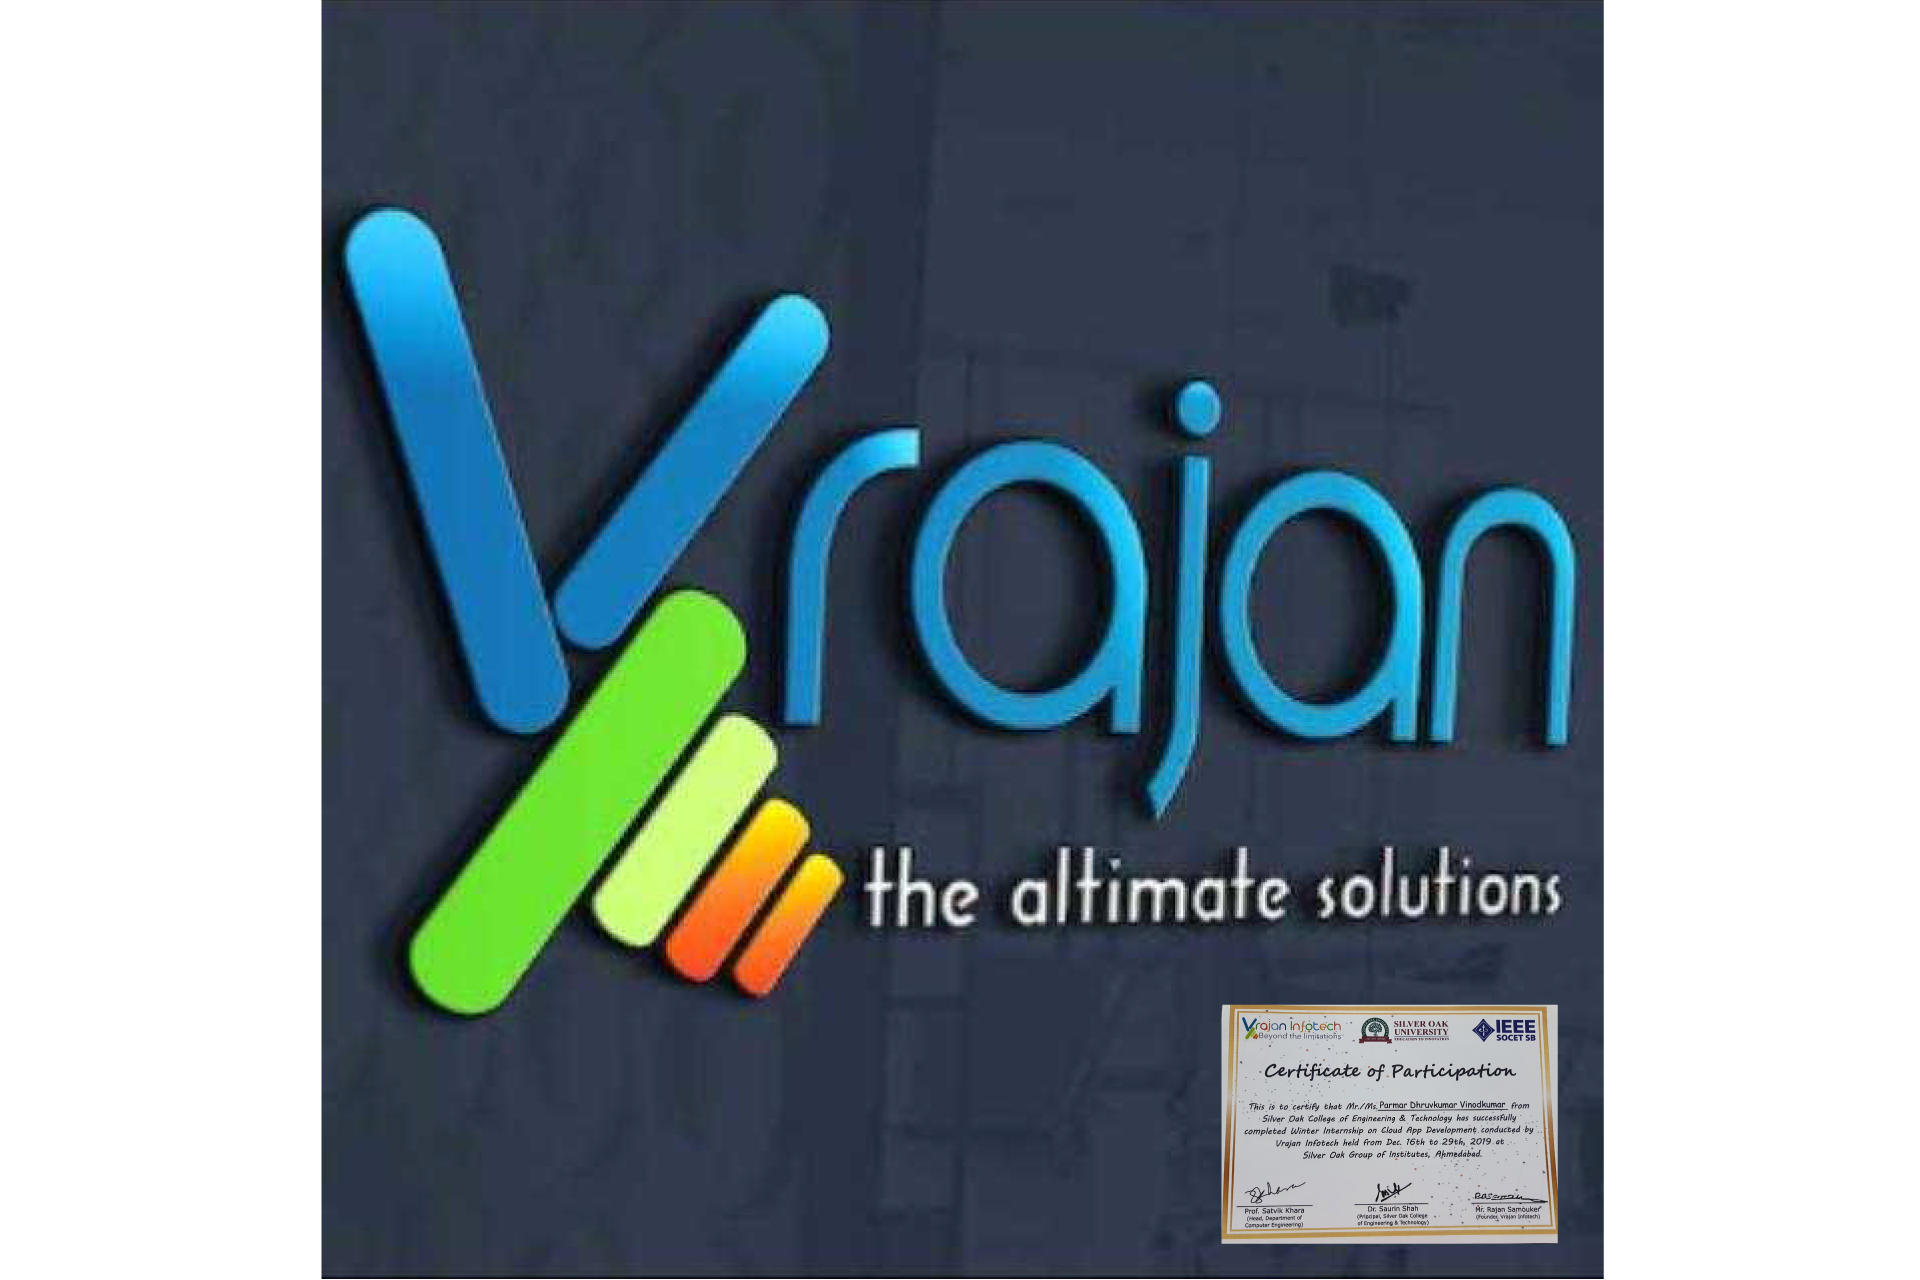 Vrajan
the altimate solutions
Vrajan Infotech
Beyond the limitations
SILVER OAK
UNIVERSITY
EDUCATION TO INNOVATION
IEEE
SOCET SB
Certificate of Participation
This is to certify that Mr./Ms. Parmar Dhruvkumar Vinodkumar from
Silver Oak College of Engineering & Technology has successfully
completed Winter Internship on Cloud App Development conducted by
Vrajan Infotech held from Dec. 16th to 29th, 2019 at
Silver Oak Group of Institutes, Ahmedabad.
Prof. Satvik Khara
(Head, Department of
Computer Engineering)
Dr. Saurin Shah
(Principal, Silver Oak College
of Engineering & Technology)
Mr. Rajan Samouker
(Founder, Vrajan Infotech)